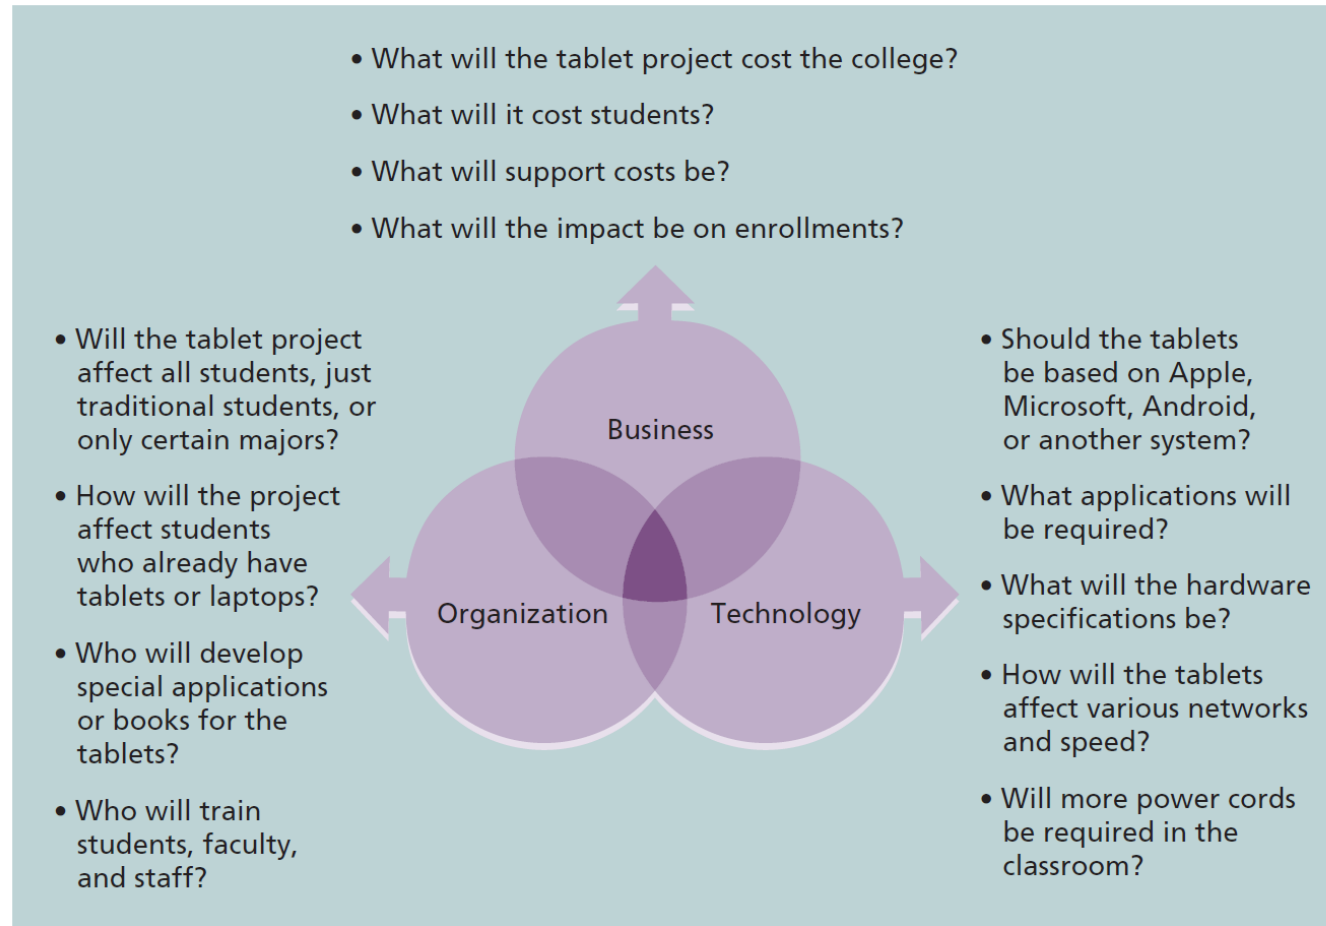 • What will the tablet project cost the college?
• What will it cost students?
• What will support costs be?
• What will the impact be on enrollments?
• Will the tablet project
affect all students, just
traditional students, or
only certain majors?
• How will the project
affect students
who already have
tablets or laptops?
• Who will develop
special applications
or books for the
tablets?
• Who will train
students, faculty,
and staff?
Business
Organization
Technology
• Should the tablets
be based on Apple,
Microsoft, Android,
or another system?
• What applications will
be required?
• What will the hardware
specifications be?
• How will the tablets
affect various networks
and speed?
• Will more power cords
be required in the
classroom?